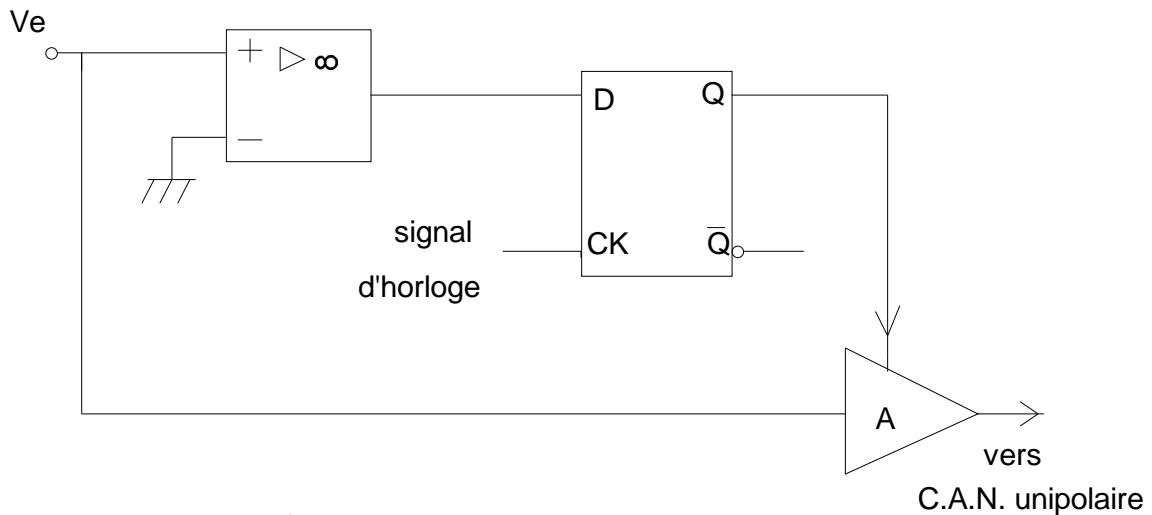 Ve
+
∞
−
D
Q
signal
d'horloge
CK
Q̅
A
vers
C.A.N. unipolaire